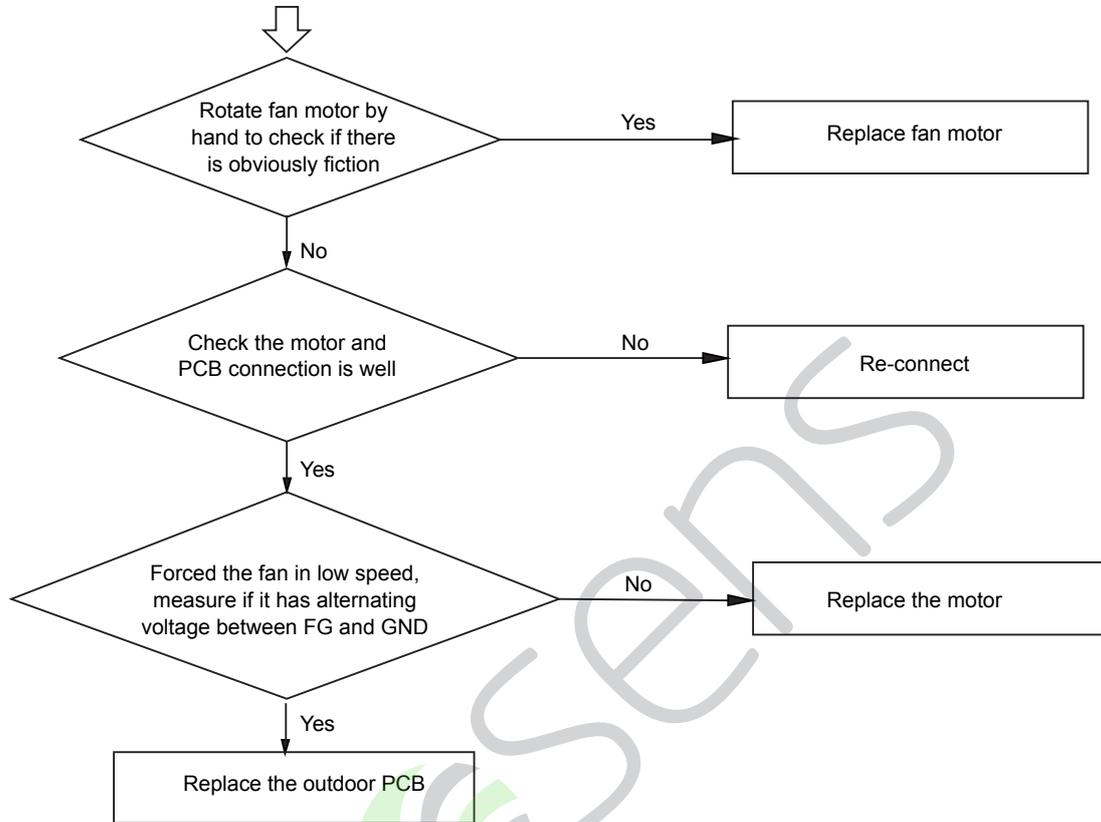 Rotate fan motor by
hand to check if there
is obviously fiction
Yes
Replace fan motor
No
Check the motor and
PCB connection is well
No
Re-connect
Yes
Forced the fan in low speed,
measure if it has alternating
voltage between FG and GND
No
Replace the motor
Yes
Replace the outdoor PCB
sens